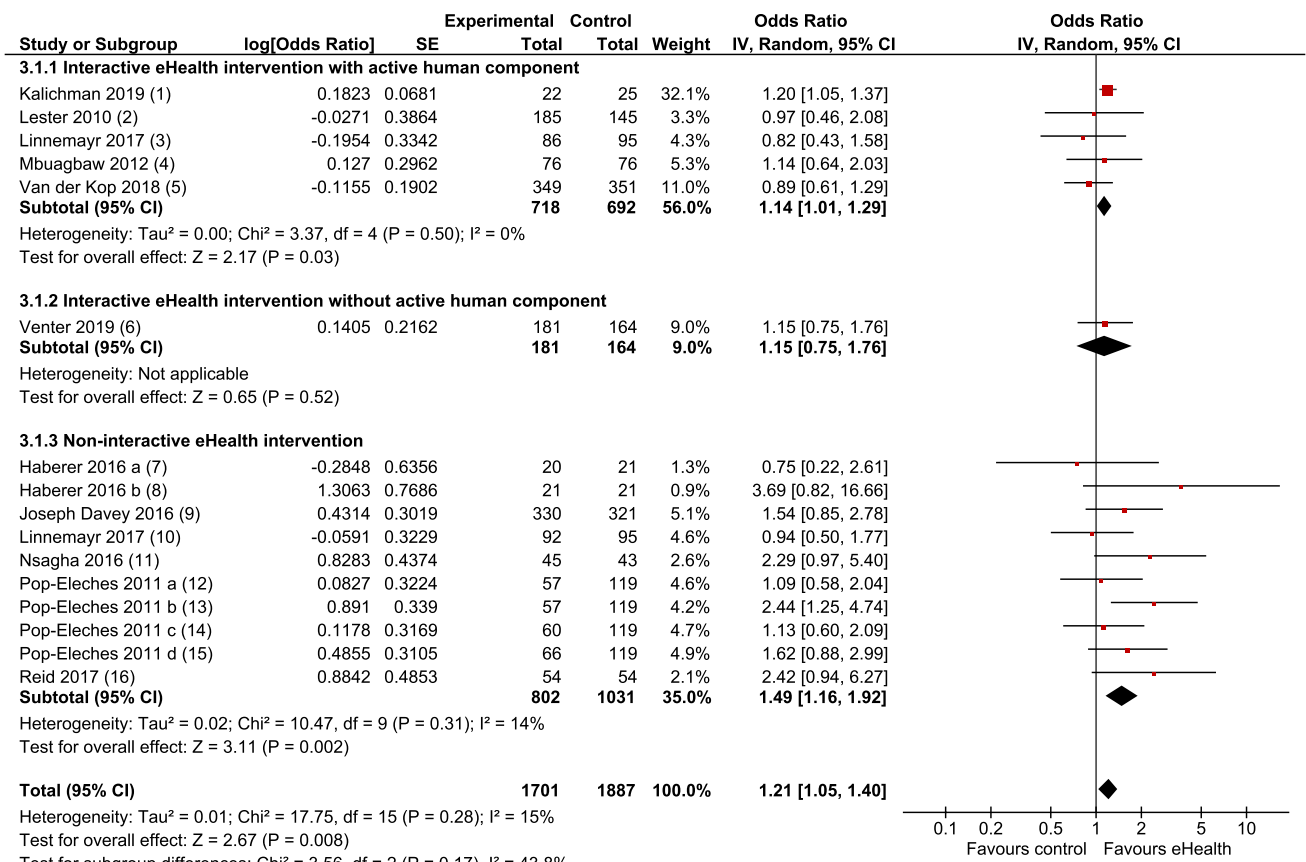 Experimental Control Odds Ratio Odds Ratio
Study or Subgroup log[Odds Ratio] SE Total Total Weight IV, Random, 95% CI IV, Random, 95% CI
3.1.1 Interactive eHealth intervention with active human component
Kalichman 2019 (1) 0.1823 0.0681 22 25 32.1% 1.20 [1.05, 1.37]
Lester 2010 (2) -0.0271 0.3864 185 145 3.3% 0.97 [0.46, 2.08]
Linnemayr 2017 (3) -0.1954 0.3342 86 95 4.3% 0.82 [0.43, 1.58]
Mbuagbaw 2012 (4) 0.127 0.2962 76 76 5.3% 1.14 [0.64, 2.03]
Van der Kop 2018 (5) -0.1155 0.1902 349 351 11.0% 0.89 [0.61, 1.29]
Subtotal (95% CI) 718 692 56.0% 1.14 [1.01, 1.29]
Heterogeneity: Tau² = 0.00; Chi² = 3.37, df = 4 (P = 0.50); I² = 0%
Test for overall effect: Z = 2.17 (P = 0.03)
3.1.2 Interactive eHealth intervention without active human component
Venter 2019 (6) 0.1405 0.2162 181 164 9.0% 1.15 [0.75, 1.76]
Subtotal (95% CI) 181 164 9.0% 1.15 [0.75, 1.76]
Heterogeneity: Not applicable
Test for overall effect: Z = 0.65 (P = 0.52)
3.1.3 Non-interactive eHealth intervention
Haberer 2016 a (7) -0.2848 0.6356 20 21 1.3% 0.75 [0.22, 2.61]
Haberer 2016 b (8) 1.3063 0.7686 21 21 0.9% 3.69 [0.82, 16.66]
Joseph Davey 2016 (9) 0.4314 0.3019 330 321 5.1% 1.54 [0.85, 2.78]
Linnemayr 2017 (10) -0.0591 0.3229 92 95 4.6% 0.94 [0.50, 1.77]
Nsagha 2016 (11) 0.8283 0.4374 45 43 2.6% 2.29 [0.97, 5.40]
Pop-Eleches 2011 a (12) 0.0827 0.3224 57 119 4.6% 1.09 [0.58, 2.04]
Pop-Eleches 2011 b (13) 0.891 0.339 57 119 4.2% 2.44 [1.25, 4.74]
Pop-Eleches 2011 c (14) 0.1178 0.3169 60 119 4.7% 1.13 [0.60, 2.09]
Pop-Eleches 2011 d (15) 0.4855 0.3105 66 119 4.9% 1.62 [0.88, 2.99]
Reid 2017 (16) 0.8842 0.4853 54 54 2.1% 2.42 [0.94, 6.27]
Subtotal (95% CI) 802 1031 35.0% 1.49 [1.16, 1.92]
Heterogeneity: Tau² = 0.02; Chi² = 10.47, df = 9 (P = 0.31); I² = 14%
Test for overall effect: Z = 3.11 (P = 0.002)
Total (95% CI) 1701 1887 100.0% 1.21 [1.05, 1.40]
Heterogeneity: Tau² = 0.01; Chi² = 17.75, df = 15 (P = 0.28); I² = 15%
Test for overall effect: Z = 2.67 (P = 0.008)
Test for subgroup differences: Chi² = 3.56, df = 2 (P = 0.17), I² = 43.8%
0.1 0.2 0.5 1 2 5 10
Favours control Favours eHealth